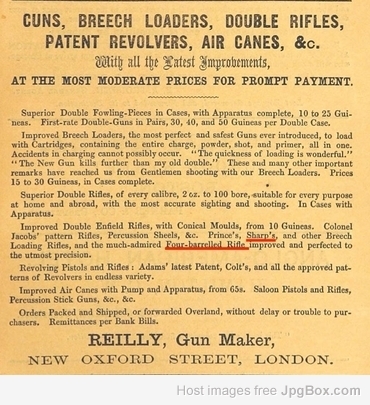 GUNS, BREECH LOADERS, DOUBLE RIFLES,
PATENT REVOLVERS, AIR CANES, &c.
With all the Latest Improvements,
AT THE MOST MODERATE PRICES FOR PROMPT PAYMENT.
Superior Double Fowling-Pieces in Cases, with Apparatus complete, 10 to 25 Gui-
neas. First-rate Double-Guns in Pairs, 30, 40, and 50 Guineas per Double Case.
Improved Breech Loaders, the most perfect and safest Guns ever introduced, to load
with Cartridges, containing the entire charge, powder, shot, and primer, all in one.
Accidents in charging cannot possibly occur. "The quickness of loading is wonderful."
"The New Gun kills further than my old double." These and many other important
remarks have reached us from Gentlemen shooting with our Breech Loaders. Prices
15 to 30 Guineas, in Cases complete.
Superior Double Rifles, of every calibre, 2 oz. to 100 bore, suitable for every purpose
at home and abroad, with the most accurate sighting and shooting. In Cases with
Apparatus.
Improved Double Enfield Rifles, with Conical Moulds, from 10 Guineas. Colonel
Jacobs' pattern Rifles, Percussion Sheels, &c. Prince's, Sharp's, and other Breech
Loading Rifles, and the much-admired Four-barrelled Rifle improved and perfected to
the utmost precision.
Revolving Pistols and Rifles: Adams' latest Patent, Colt's, and all the approved pat-
terns of Revolvers in endless variety.
Improved Air Canes with Pump and Apparatus, from 65s. Saloon Pistols and Rifles,
Percussion Stick Guns, &c., &c.
Orders Packed and Shipped, or forwarded Overland, without delay or trouble to pur-
chasers. Remittances per Bank Bills.
REILLY, Gun Maker,
NEW OXFORD STREET, LONDON.
Host images free JpgBox.com